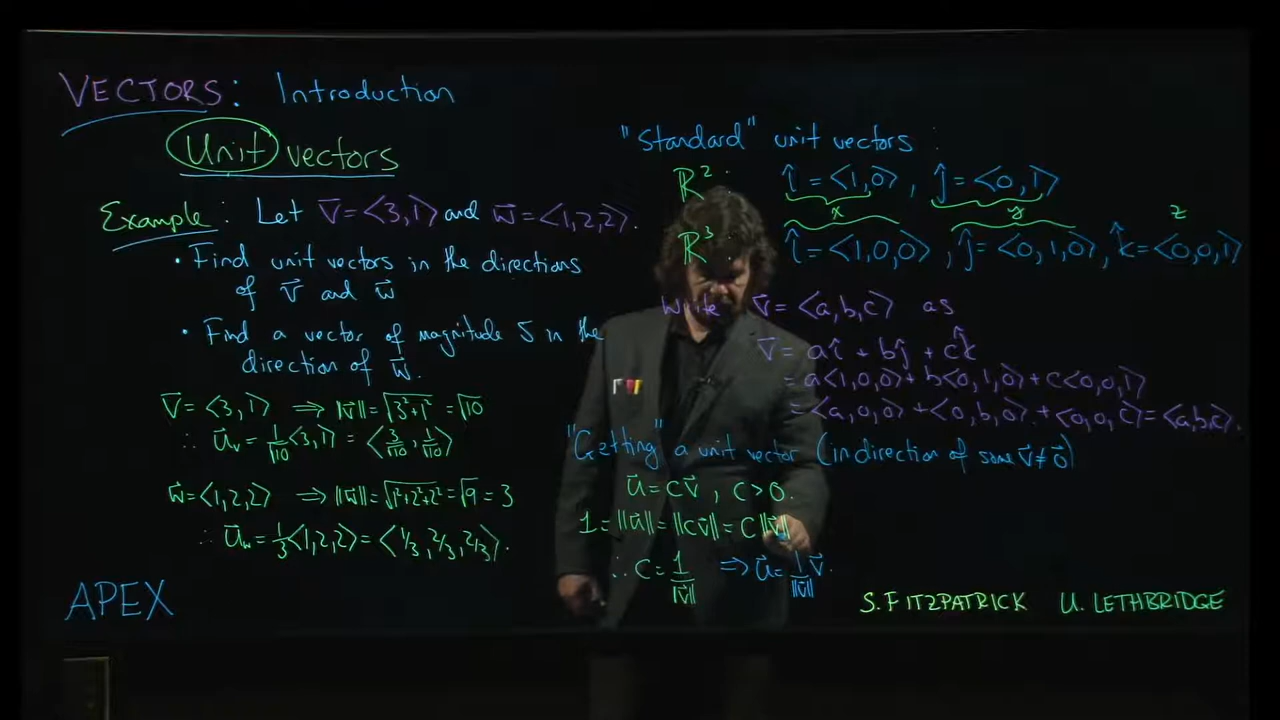 VECTORS: Introduction
Unit vectors
Example: Let v⃗ = ⟨3,1⟩ and w⃗ = ⟨1,2,2⟩.
• Find unit vectors in the directions
of v⃗ and w⃗
• Find a vector of magnitude 5 in the
direction of w⃗.
v⃗ = ⟨3,1⟩ ⟹ ‖v⃗‖ = √(3²+1²) = √10
∴ u⃗ᵥ = 1/√10 ⟨3,1⟩ = ⟨3/√10, 1/√10⟩
w⃗ = ⟨1,2,2⟩ ⟹ ‖w⃗‖ = √(1²+2²+2²) = √9 = 3
∴ u⃗_w = 1/3 ⟨1,2,2⟩ = ⟨1/3, 2/3, 2/3⟩.
APEX
"Standard" unit vectors:
ℝ²: î = ⟨1,0⟩, ĵ = ⟨0,1⟩
x y z
ℝ³: î = ⟨1,0,0⟩, ĵ = ⟨0,1,0⟩, k̂ = ⟨0,0,1⟩
Write v⃗ = ⟨a,b,c⟩ as
v⃗ = aî + bĵ + ck̂
= a⟨1,0,0⟩ + b⟨0,1,0⟩ + c⟨0,0,1⟩
= ⟨a,0,0⟩ + ⟨0,b,0⟩ + ⟨0,0,c⟩ = ⟨a,b,c⟩.
"Getting" a unit vector (in direction of some v⃗ ≠ 0⃗)
u⃗ = cv⃗, c > 0.
1 = ‖u⃗‖ = ‖cv⃗‖ = c‖v⃗‖
∴ c = 1/‖v⃗‖ ⟹ u⃗ = 1/‖v⃗‖ v⃗.
S. FITZPATRICK U. LETHBRIDGE